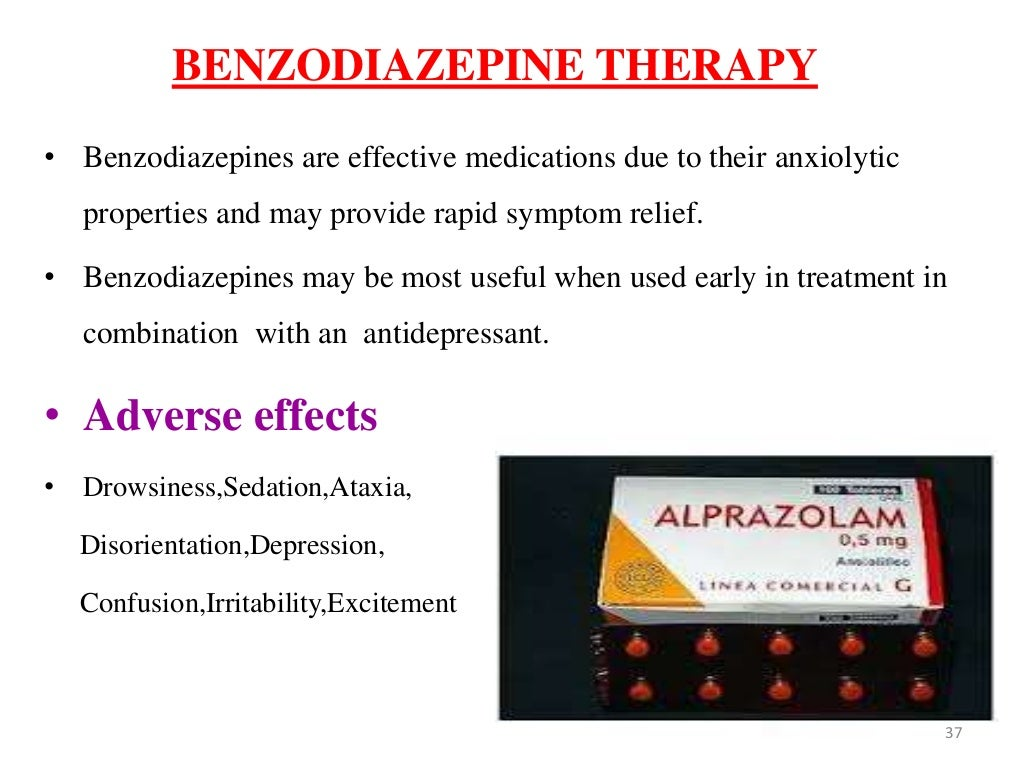 BENZODIAZEPINE THERAPY
• Benzodiazepines are effective medications due to their anxiolytic
properties and may provide rapid symptom relief.
• Benzodiazepines may be most useful when used early in treatment in
combination with an antidepressant.
• Adverse effects
• Drowsiness,Sedation,Ataxia,
Disorientation,Depression,
Confusion,Irritability,Excitement
ALPRAZOLAM
0,5 mg
Ansiolítico
LINEA COMERCIAL G
37